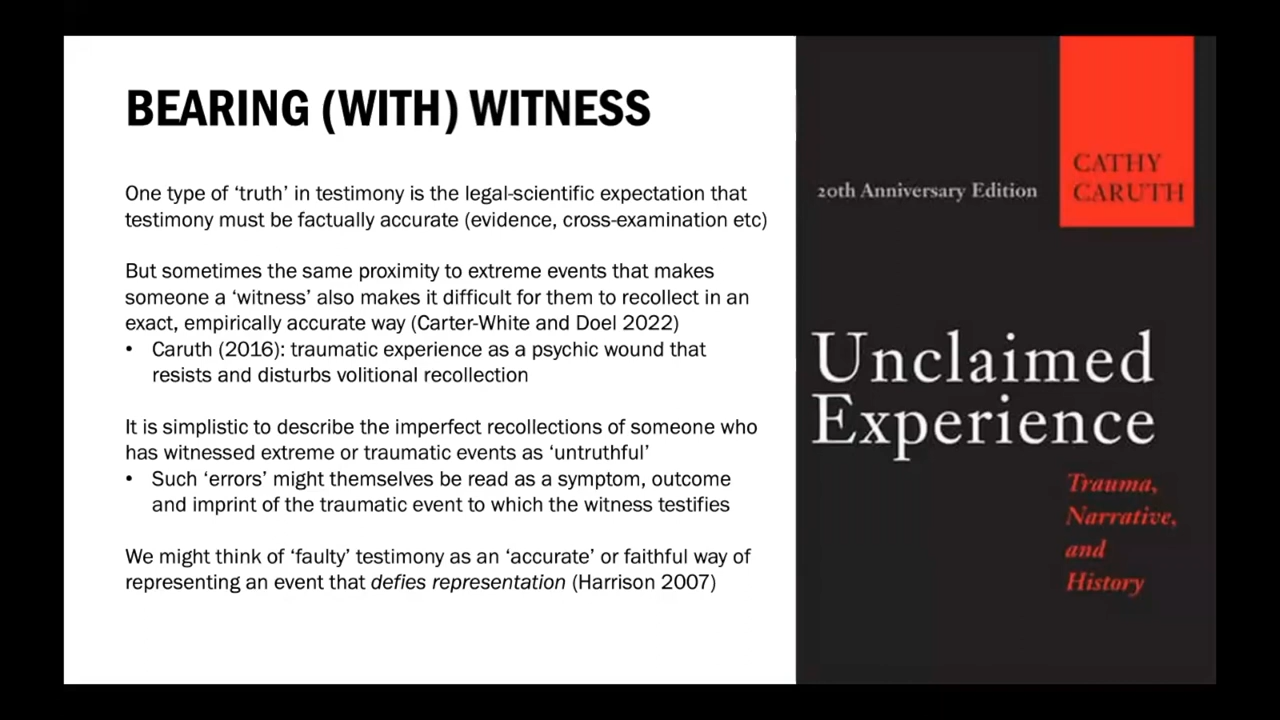 BEARING (WITH) WITNESS
One type of ‘truth’ in testimony is the legal-scientific expectation that
testimony must be factually accurate (evidence, cross-examination etc)
But sometimes the same proximity to extreme events that makes
someone a ‘witness’ also makes it difficult for them to recollect in an
exact, empirically accurate way (Carter-White and Doel 2022)
• Caruth (2016): traumatic experience as a psychic wound that
resists and disturbs volitional recollection
It is simplistic to describe the imperfect recollections of someone who
has witnessed extreme or traumatic events as ‘untruthful’
• Such ‘errors’ might themselves be read as a symptom, outcome
and imprint of the traumatic event to which the witness testifies
We might think of ‘faulty’ testimony as an ‘accurate’ or faithful way of
representing an event that defies representation (Harrison 2007)
CATHY
CARUTH
20th Anniversary Edition
Unclaimed
Experience
Trauma,
Narrative,
and
History